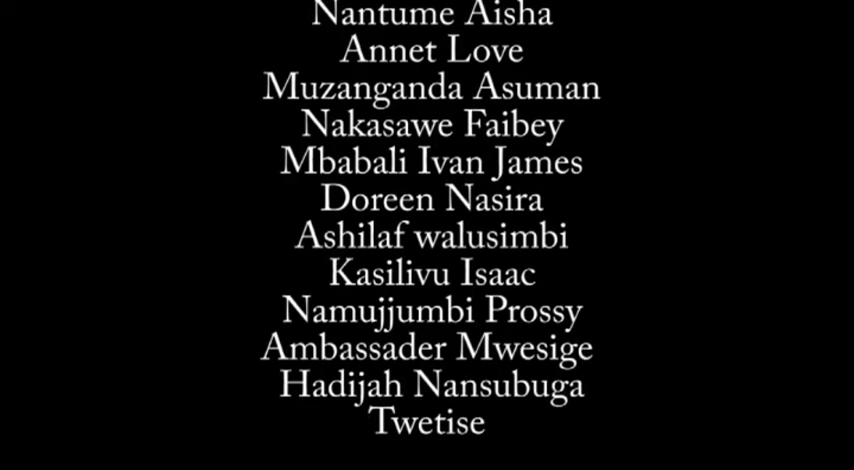 Nantume Aisha
Annet Love
Muzanganda Asuman
Nakasawe Faibey
Mbabali Ivan James
Doreen Nasira
Ashilaf walusimbi
Kasilivu Isaac
Namujjumbi Prossy
Ambassader Mwesige
Hadijah Nansubuga
Twetise